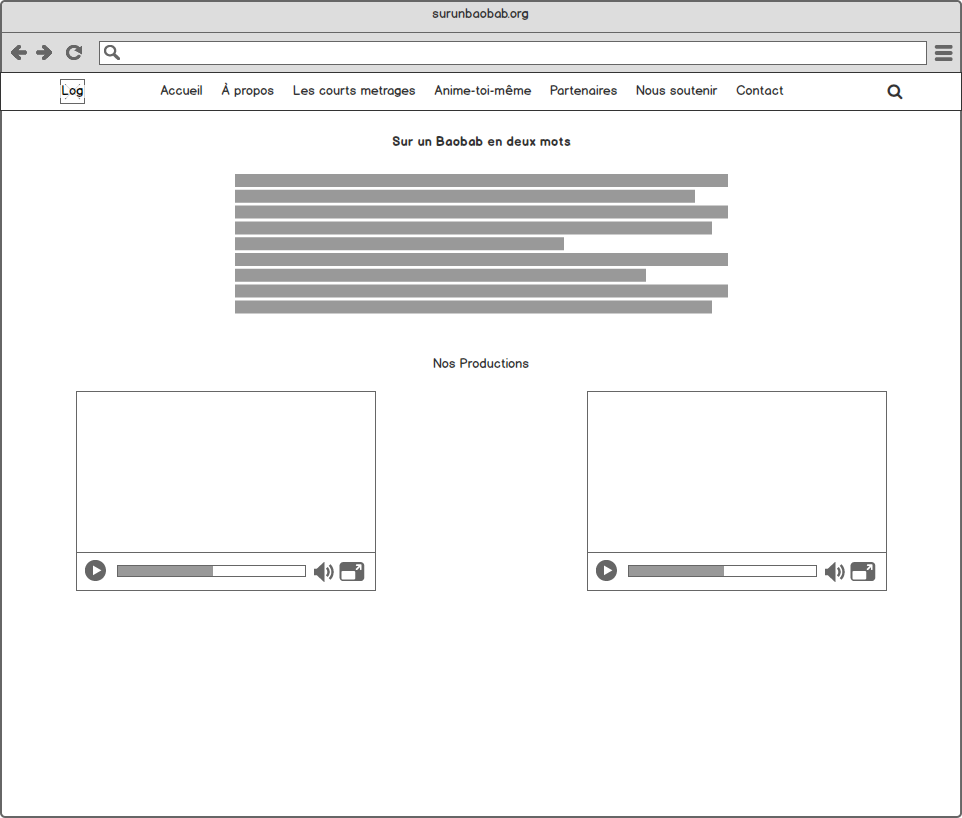 surunbaobab.org
Log Accueil À propos Les courts metrages Anime-toi-même Partenaires Nous soutenir Contact
Sur un Baobab en deux mots
Nos Productions